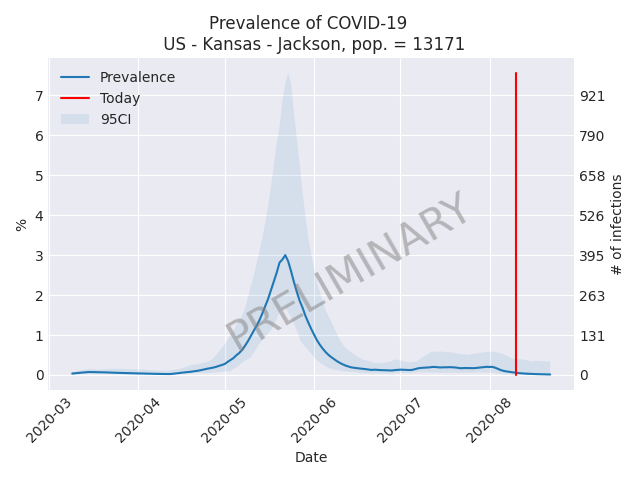 Prevalence of COVID-19
US - Kansas - Jackson, pop. = 13171
Prevalence
Today
95CI
7
6
5
4
3
2
1
0
%
921
790
658
526
395
263
131
0
# of infections
PRELIMINARY
2020-03
2020-04
2020-05
2020-06
2020-07
2020-08
Date